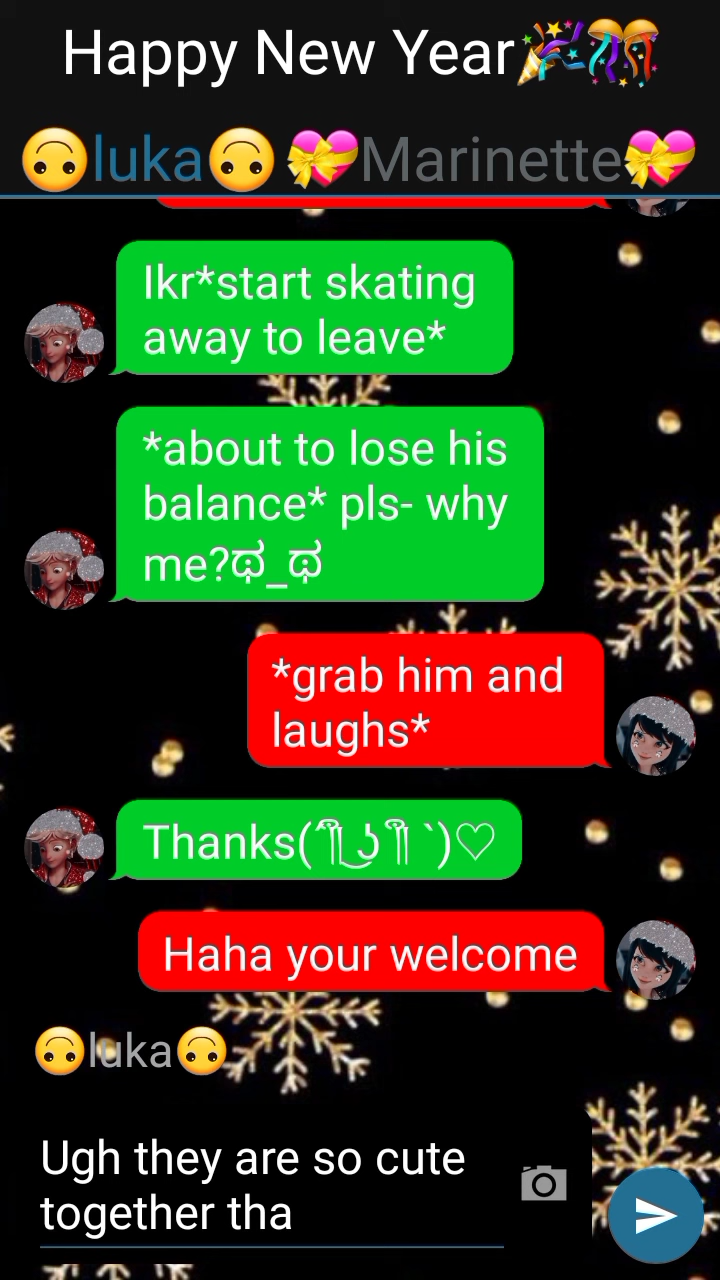 Happy New Year🎉🎊
🙃luka🙃 💝Marinette💝
Ikr*start skating
away to leave*
*about to lose his
balance* pls- why
me?ಥ_ಥ
*grab him and
laughs*
Thanks(´༎ຶ ͜ʖ ༎ຶ `)♡
Haha your welcome
🙃luka🙃
Ugh they are so cute
together tha